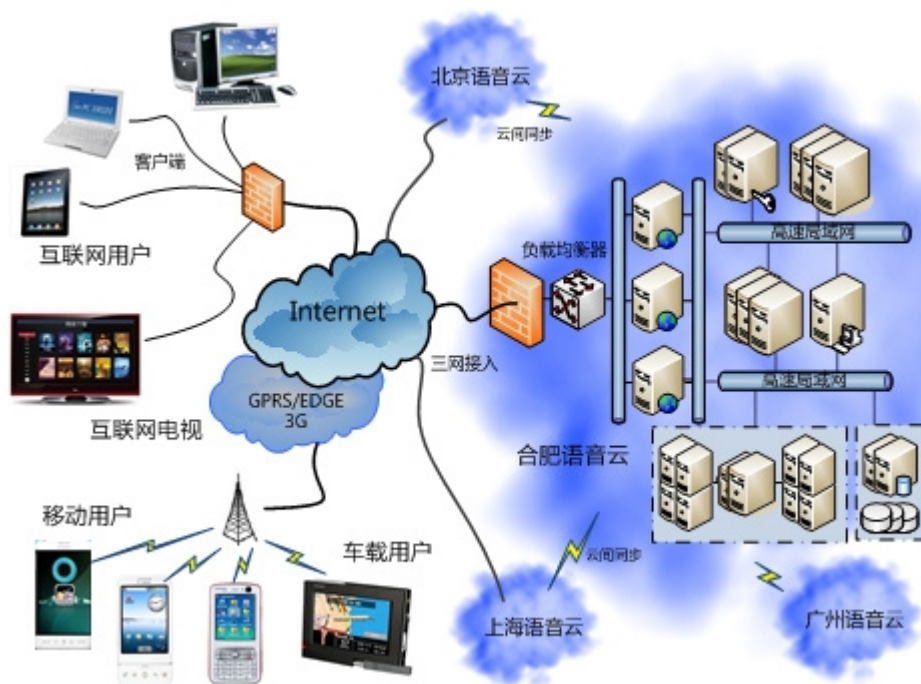 北京语音云
云间同步
客户端
互联网用户
负载均衡器
高速局域网
Internet
三网接入
高速局域网
GPRS/EDGE
3G
互联网电视
合肥语音云
移动用户
车载用户
云间同步
上海语音云
广州语音云